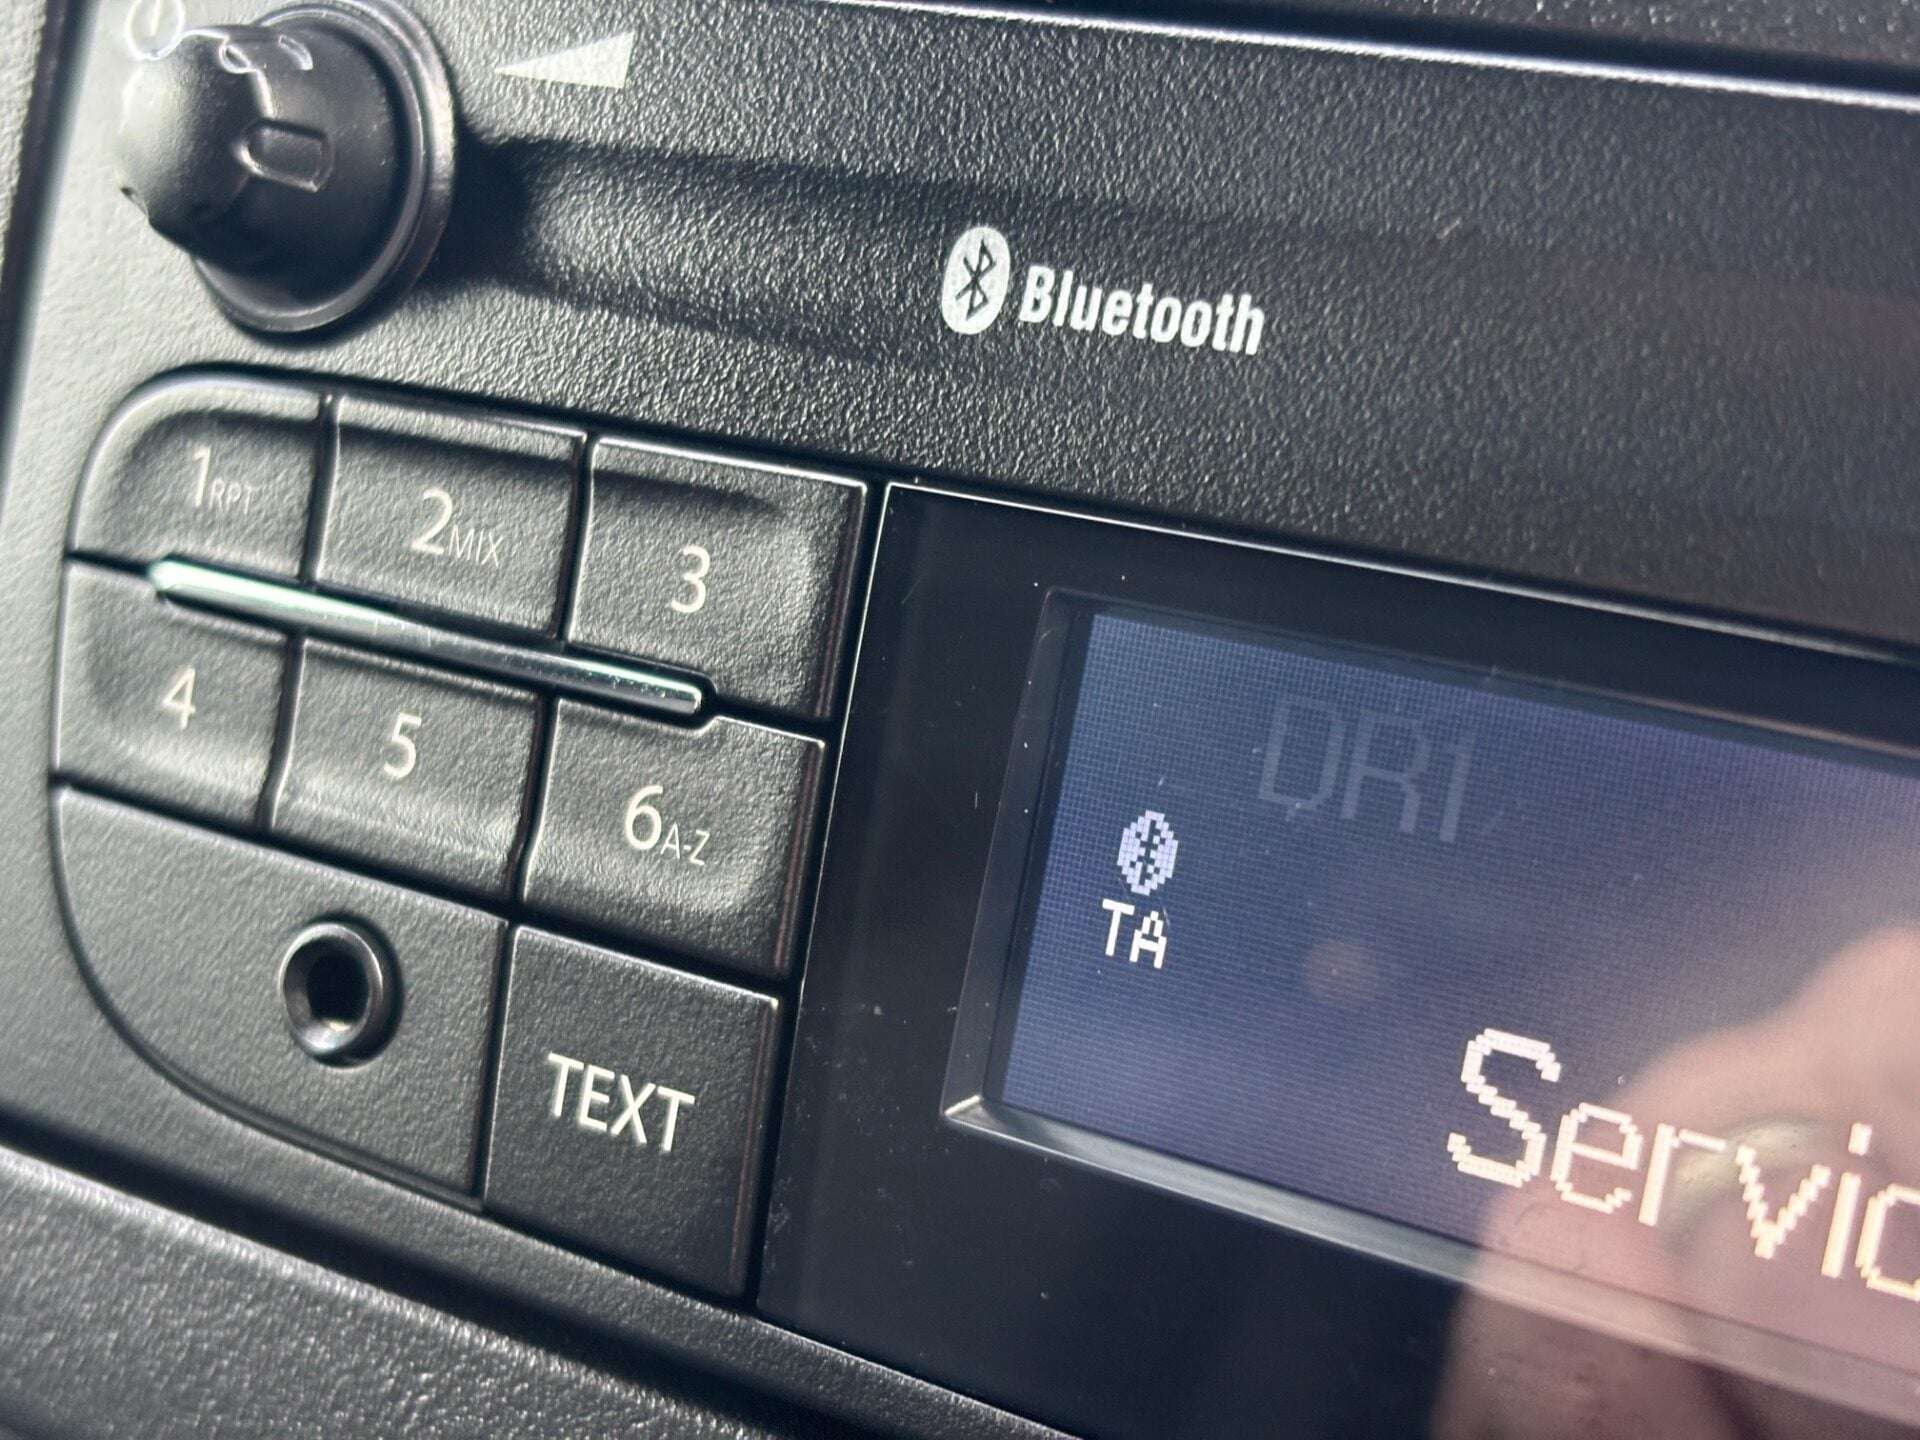 Bluetooth
1RPT
2MIX
3
4
5
6A-Z
TEXT
DR1
TA
Servic